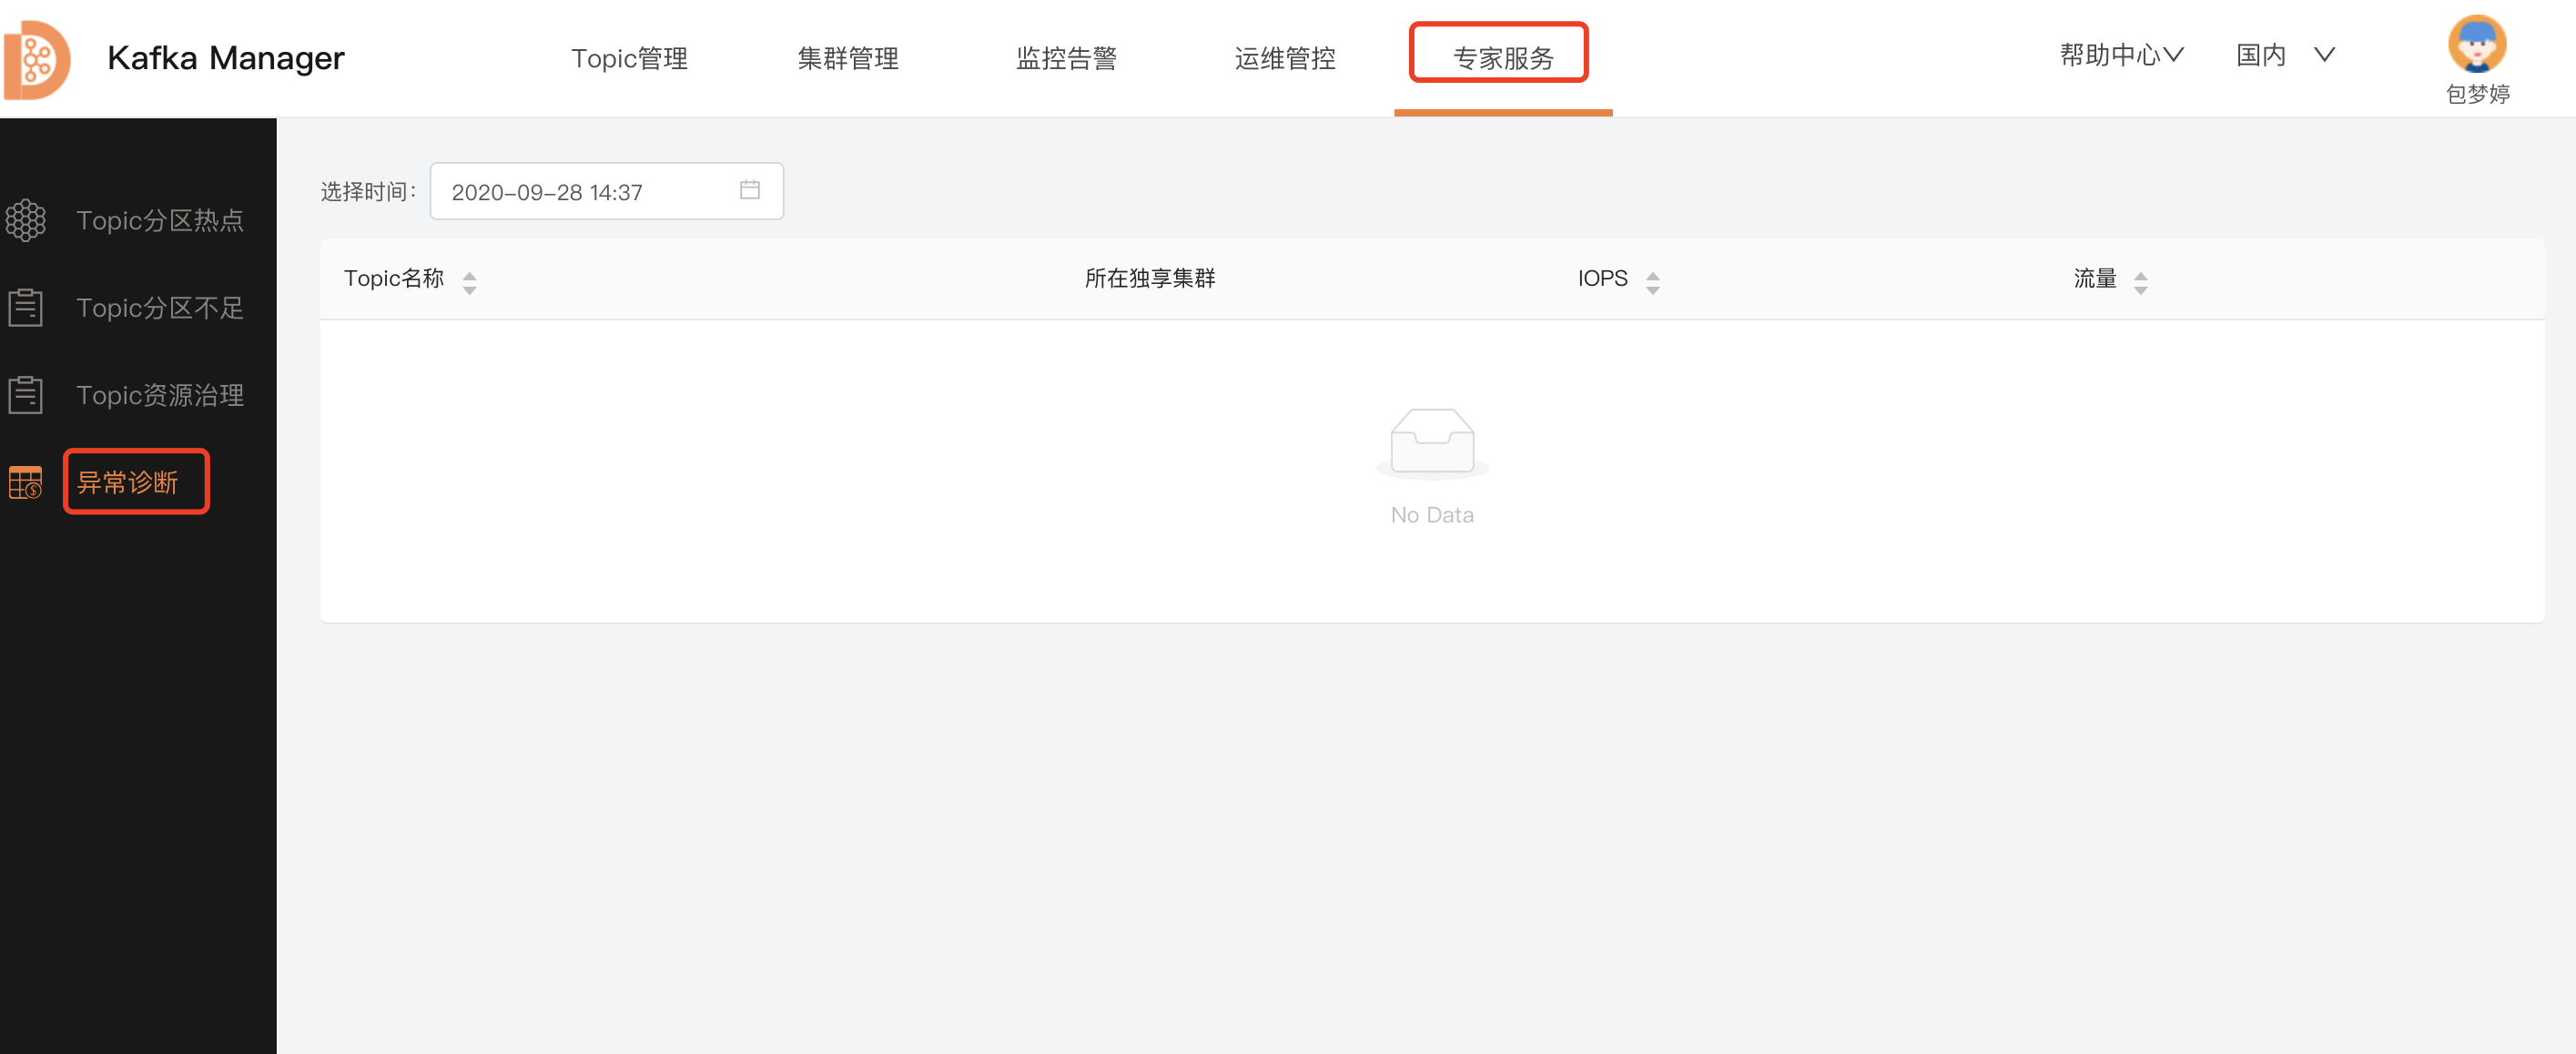 Kafka Manager
Topic管理
集群管理
监控告警
运维管控
专家服务
帮助中心
国内
包梦婷
Topic分区热点
Topic分区不足
Topic资源治理
异常诊断
选择时间：
2020-09-28 14:37
Topic名称
所在独享集群
IOPS
流量
No Data